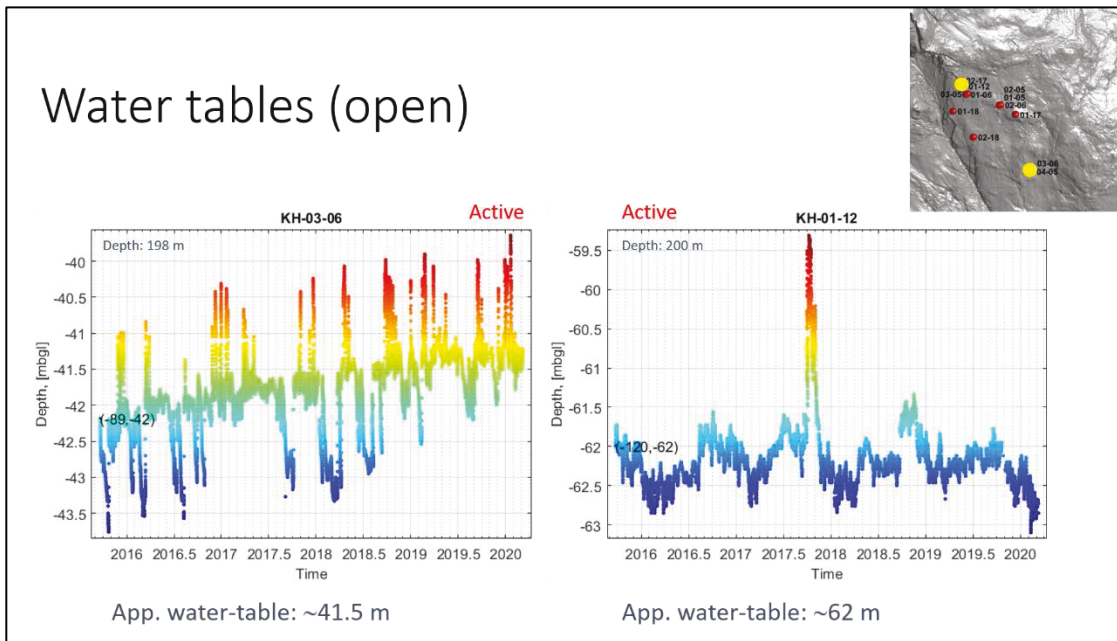 Water tables (open)
02-17
01-12
03-05 01-06
02-05
01-05
02-06
01-18
01-17
02-18
03-06
04-05
KH-03-06
Active
Depth: 198 m
Depth, [mbgl]
-40
-40.5
-41
-41.5
-42
-42.5
-43
-43.5
(-89,-42)
2016 2016.5 2017 2017.5 2018 2018.5 2019 2019.5 2020
Time
App. water-table: ~41.5 m
Active
KH-01-12
Depth: 200 m
Depth, [mbgl]
-59.5
-60
-60.5
-61
-61.5
-62
-62.5
-63
(-120,-62)
2016 2016.5 2017 2017.5 2018 2018.5 2019 2019.5 2020
Time
App. water-table: ~62 m